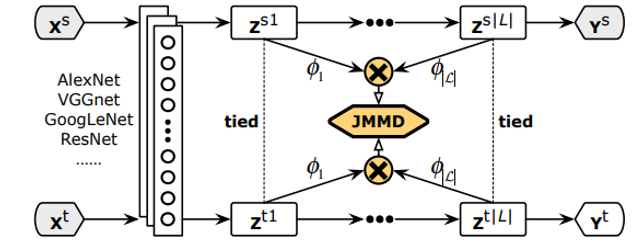 X^s Z^s1 Z^s|L| Y^s
ϕ_1 ϕ_|ℒ|
AlexNet
VGGnet
GoogLeNet
ResNet
......
tied JMMD tied
ϕ_1 ϕ_|ℒ|
X^t Z^t1 Z^t|L| Y^t